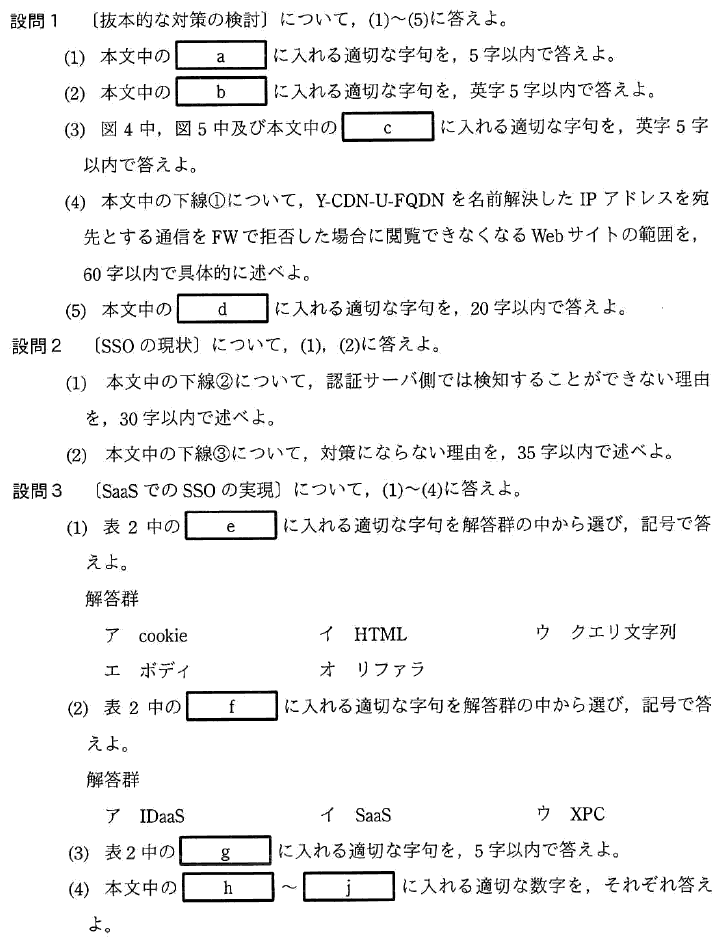 設問1 〔抜本的な対策の検討〕について，(1)～(5)に答えよ。
(1) 本文中の a に入れる適切な字句を，5字以内で答えよ。
(2) 本文中の b に入れる適切な字句を，英字5字以内で答えよ。
(3) 図4中，図5中及び本文中の c に入れる適切な字句を，英字5字
以内で答えよ。
(4) 本文中の下線①について，Y-CDN-U-FQDN を名前解決した IP アドレスを宛
先とする通信を FW で拒否した場合に閲覧できなくなる Web サイトの範囲を，
60字以内で具体的に述べよ。
(5) 本文中の d に入れる適切な字句を，20字以内で答えよ。
設問2 〔SSO の現状〕について，(1)，(2)に答えよ。
(1) 本文中の下線②について，認証サーバ側では検知することができない理由
を，30字以内で述べよ。
(2) 本文中の下線③について，対策にならない理由を，35字以内で述べよ。
設問3 〔SaaS での SSO の実現〕について，(1)～(4)に答えよ。
(1) 表2中の e に入れる適切な字句を解答群の中から選び，記号で答
えよ。
解答群
ア cookie イ HTML ウ クエリ文字列
エ ボディ オ リファラ
(2) 表2中の f に入れる適切な字句を解答群の中から選び，記号で答
えよ。
解答群
ア IDaaS イ SaaS ウ XPC
(3) 表2中の g に入れる適切な字句を，5字以内で答えよ。
(4) 本文中の h ～ j に入れる適切な数字を，それぞれ答え
よ。